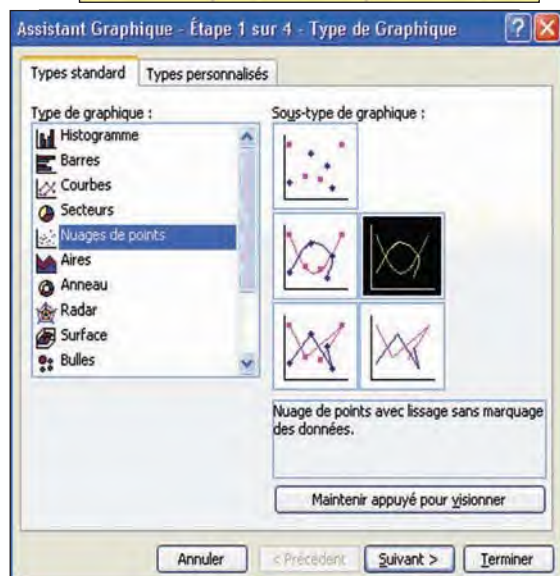 Assistant Graphique - Étape 1 sur 4 - Type de Graphique
Types standard
Types personnalisés
Type de graphique :
Histogramme
Barres
Courbes
Secteurs
Nuages de points
Aires
Anneau
Radar
Surface
Bulles
Sous-type de graphique :
Nuage de points avec lissage sans marquage
des données.
Maintenir appuyé pour visionner
Annuler
< Précédent
Suivant >
Terminer